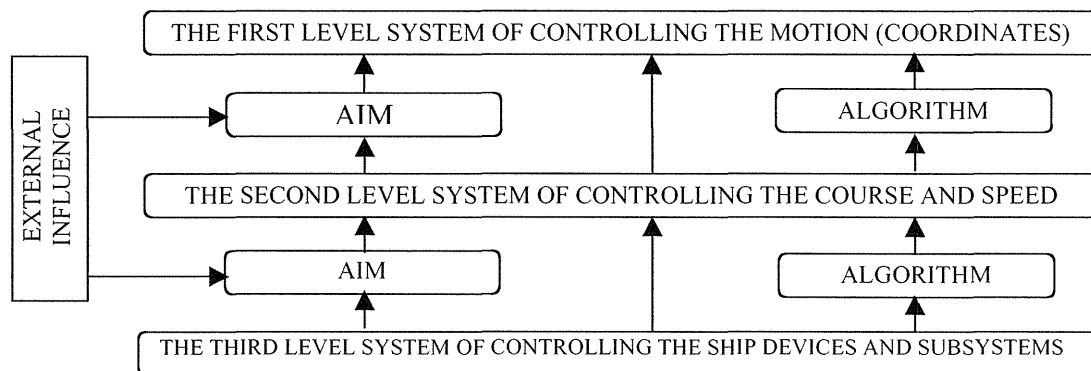 THE FIRST LEVEL SYSTEM OF CONTROLLING THE MOTION (COORDINATES)
EXTERNAL
INFLUENCE
AIM
ALGORITHM
THE SECOND LEVEL SYSTEM OF CONTROLLING THE COURSE AND SPEED
AIM
ALGORITHM
THE THIRD LEVEL SYSTEM OF CONTROLLING THE SHIP DEVICES AND SUBSYSTEMS